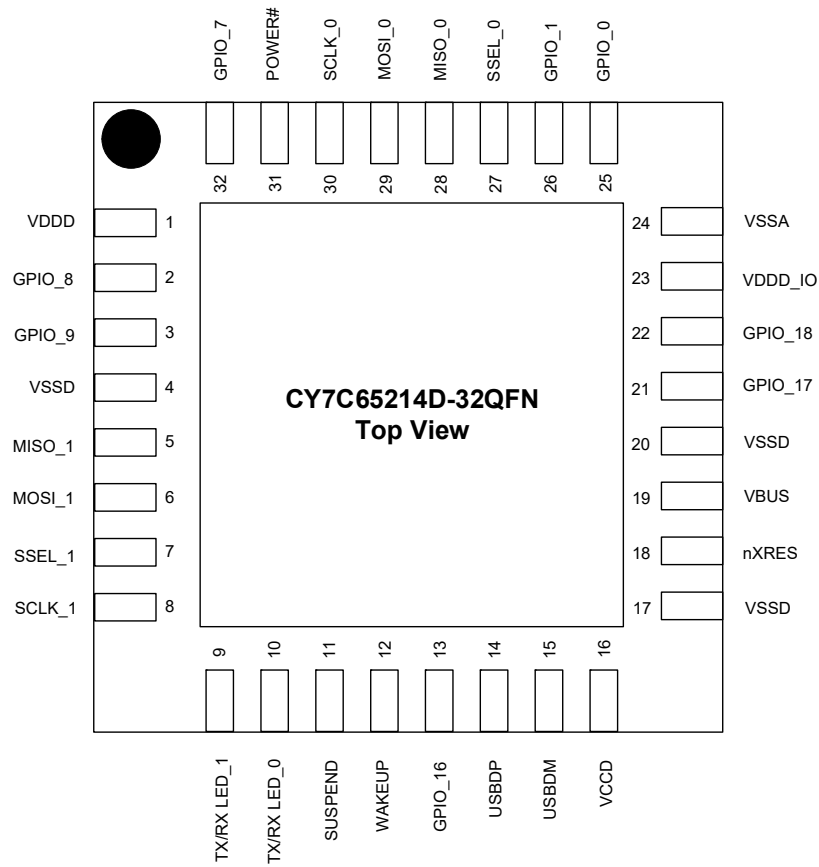 GPIO_7
POWER#
SCLK_0
MOSI_0
MISO_0
SSEL_0
GPIO_1
GPIO_0
32
31
30
29
28
27
26
25
VDDD 1
GPIO_8 2
GPIO_9 3
VSSD 4
MISO_1 5
MOSI_1 6
SSEL_1 7
SCLK_1 8
CY7C65214D-32QFN
Top View
24 VSSA
23 VDDD_IO
22 GPIO_18
21 GPIO_17
20 VSSD
19 VBUS
18 nXRES
17 VSSD
9
10
11
12
13
14
15
16
TX/RX LED_1
TX/RX LED_0
SUSPEND
WAKEUP
GPIO_16
USBDP
USBDM
VCCD